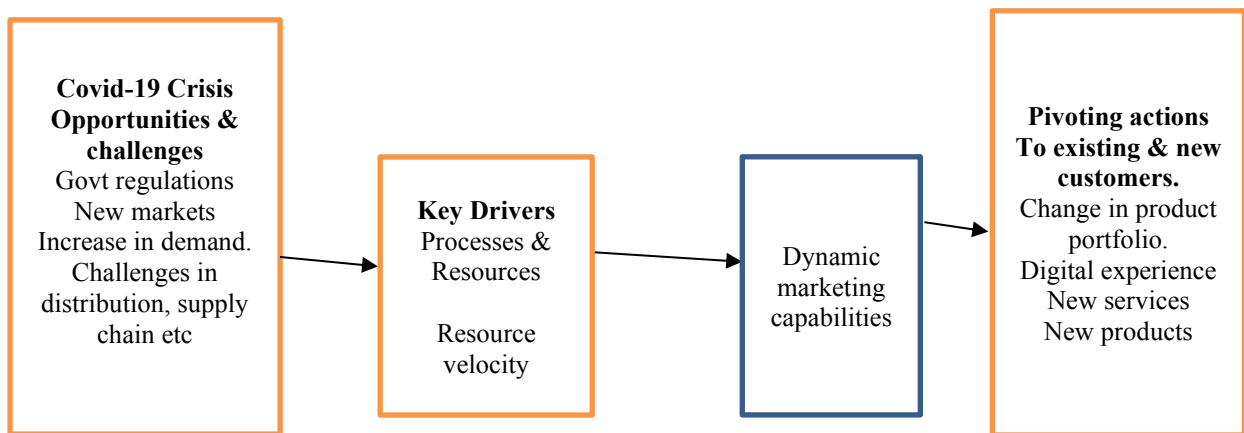 Covid-19 Crisis
Opportunities &
challenges
Govt regulations
New markets
Increase in demand.
Challenges in
distribution, supply
chain etc
Key Drivers
Processes &
Resources
Resource
velocity
Dynamic
marketing
capabilities
Pivoting actions
To existing & new
customers.
Change in product
portfolio.
Digital experience
New services
New products